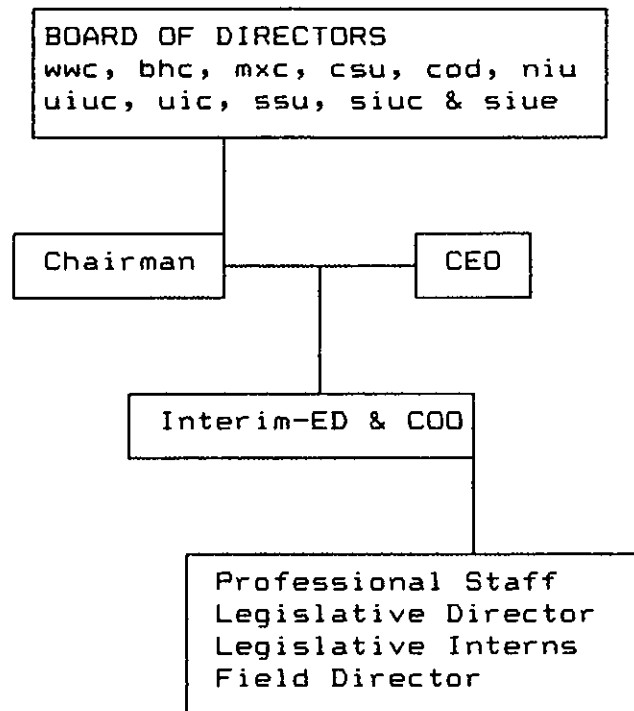 BOARD OF DIRECTORS
wwc, bhc, mxc, csu, cod, niu
uiuc, uic, ssu, siuc & siue
Chairman
CEO
Interim-ED & COO
Professional Staff
Legislative Director
Legislative Interns
Field Director